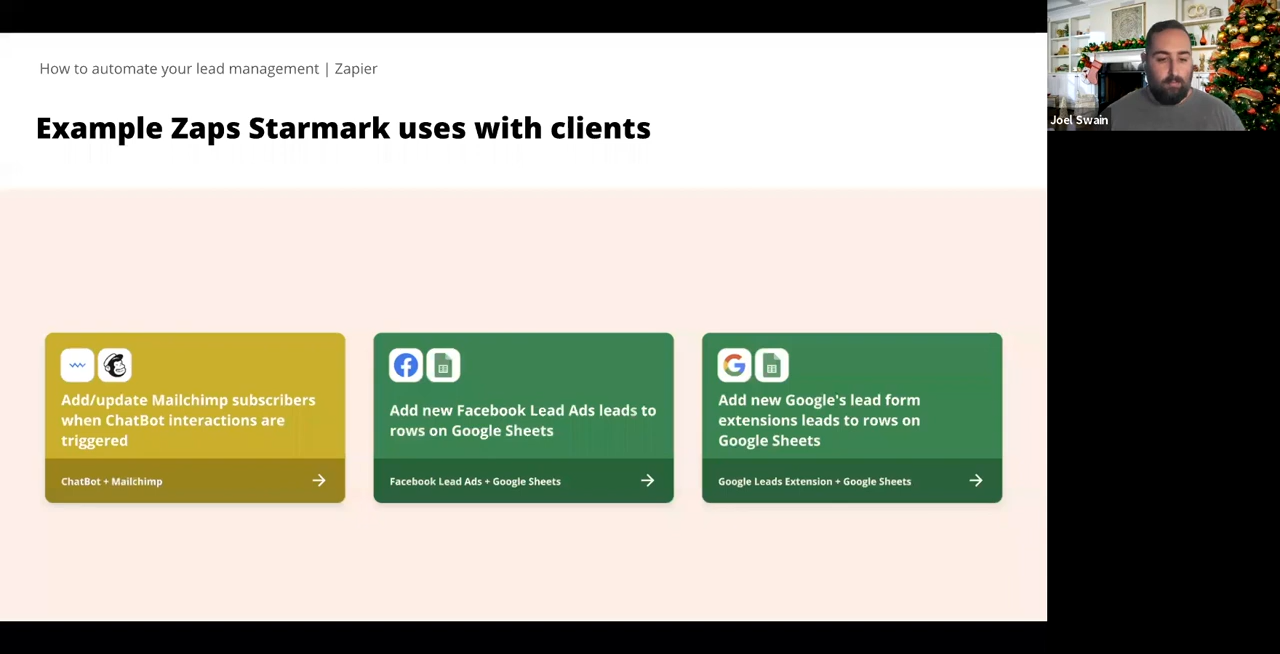 How to automate your lead management | Zapier
Example Zaps Starmark uses with clients
Add/update Mailchimp subscribers
when ChatBot interactions are
triggered
ChatBot + Mailchimp
Add new Facebook Lead Ads leads to
rows on Google Sheets
Facebook Lead Ads + Google Sheets
Add new Google's lead form
extensions leads to rows on
Google Sheets
Google Leads Extension + Google Sheets
Joel Swain